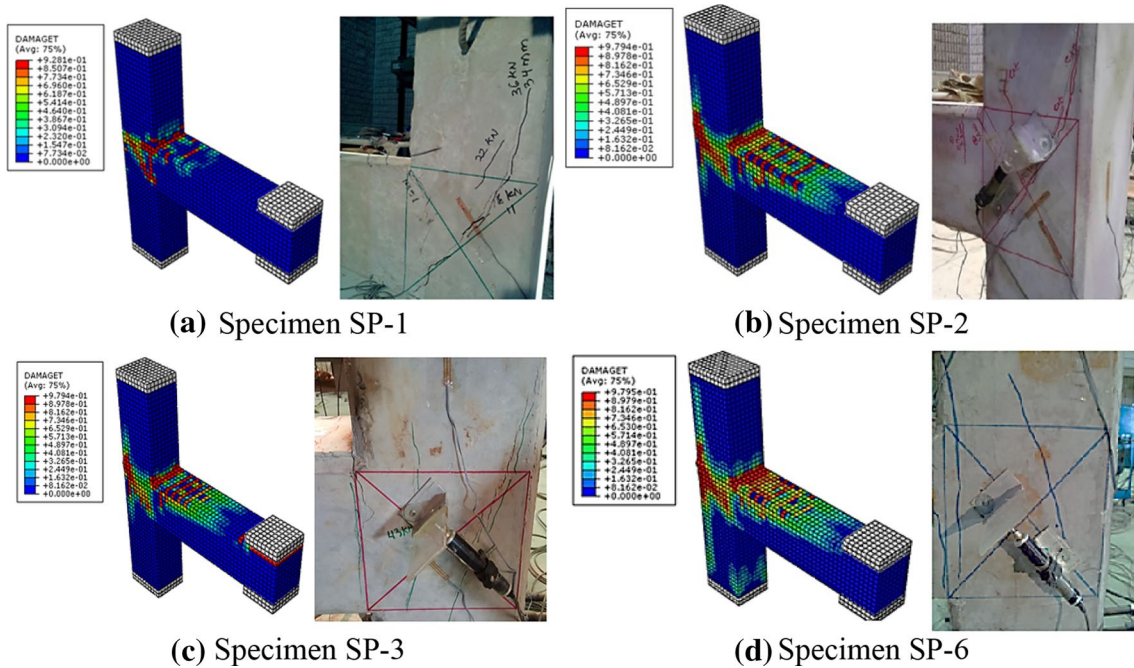 DAMAGET
(Avg: 75%)
+9.281e-01
+8.507e-01
+7.734e-01
+6.960e-01
+6.187e-01
+5.414e-01
+4.640e-01
+3.867e-01
+3.094e-01
+2.320e-01
+1.547e-01
+7.734e-02
+0.000e+00
36 KN
34 mm
22 KN
(a) Specimen SP-1
DAMAGET
(Avg: 75%)
+9.794e-01
+8.978e-01
+8.162e-01
+7.346e-01
+6.529e-01
+5.713e-01
+4.897e-01
+4.081e-01
+3.265e-01
+2.449e-01
+1.632e-01
+8.162e-02
+0.000e+00
(b) Specimen SP-2
DAMAGET
(Avg: 75%)
+9.794e-01
+8.978e-01
+8.162e-01
+7.346e-01
+6.529e-01
+5.713e-01
+4.897e-01
+4.081e-01
+3.265e-01
+2.449e-01
+1.632e-01
+8.162e-02
+0.000e+00
(c) Specimen SP-3
DAMAGET
(Avg: 75%)
+9.795e-01
+8.979e-01
+8.162e-01
+7.346e-01
+6.530e-01
+5.714e-01
+4.897e-01
+4.081e-01
+3.265e-01
+2.449e-01
+1.632e-01
+8.162e-02
+0.000e+00
(d) Specimen SP-6